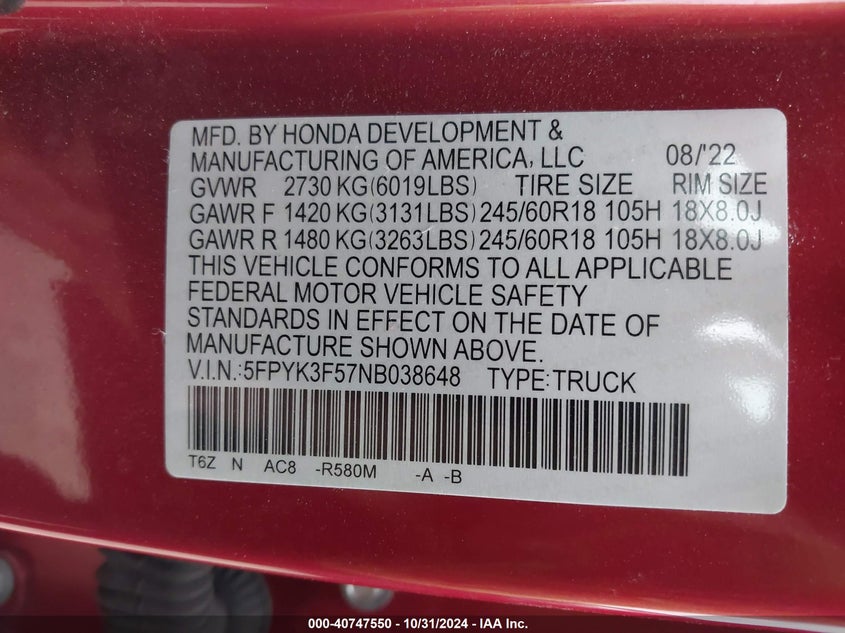 MFD. BY HONDA DEVELOPMENT &
MANUFACTURING OF AMERICA, LLC 08/'22
GVWR 2730 KG(6019LBS) TIRE SIZE RIM SIZE
GAWR F 1420 KG(3131LBS) 245/60R18 105H 18X8.0J
GAWR R 1480 KG(3263LBS) 245/60R18 105H 18X8.0J
THIS VEHICLE CONFORMS TO ALL APPLICABLE
FEDERAL MOTOR VEHICLE SAFETY
STANDARDS IN EFFECT ON THE DATE OF
MANUFACTURE SHOWN ABOVE.
V.I.N.:5FPYK3F57NB038648 TYPE:TRUCK
T6Z N AC8 -R580M -A -B
000-40747550 - 10/31/2024 - IAA Inc.